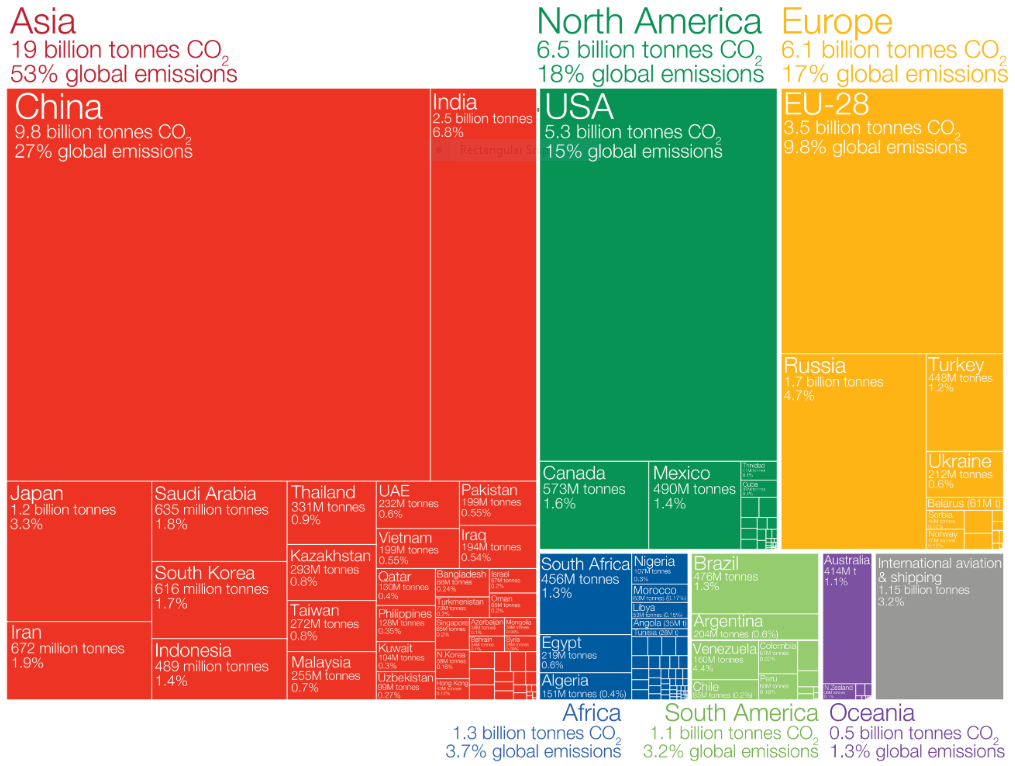 Asia
19 billion tonnes CO2
53% global emissions
North America
6.5 billion tonnes CO2
18% global emissions
Europe
6.1 billion tonnes CO2
17% global emissions
China
9.8 billion tonnes CO2
27% global emissions
India
2.5 billion tonnes
6.8%
Rectangular
USA
5.3 billion tonnes CO2
15% global emissions
EU-28
3.5 billion tonnes CO2
9.8% global emissions
Russia
1.7 billion tonnes
4.7%
Turkey
448M tonnes
1.2%
Ukraine
212M tonnes
0.6%
Belarus (61M t)
Serbia
Norway
Canada
573M tonnes
1.6%
Mexico
490M tonnes
1.4%
Trinidad
Cuba
Japan
1.2 billion tonnes
3.3%
Iran
672 million tonnes
1.9%
Saudi Arabia
635 million tonnes
1.8%
South Korea
616 million tonnes
1.7%
Indonesia
489 million tonnes
1.4%
Thailand
331M tonnes
0.9%
Kazakhstan
293M tonnes
0.8%
Taiwan
272M tonnes
0.8%
Malaysia
255M tonnes
0.7%
UAE
232M tonnes
0.6%
Vietnam
199M tonnes
0.55%
Qatar
130M tonnes
0.4%
Philippines
128M tonnes
0.35%
Kuwait
104M tonnes
0.3%
Uzbekistan
99M tonnes
0.27%
Pakistan
199M tonnes
0.55%
Iraq
194M tonnes
0.54%
Bangladesh
88M tonnes
0.24%
Israel
Turkmenistan
Oman
Singapore
Azerbaijan
Mongolia
Bahrain
Syria
N.Korea
Hong Kong
South Africa
456M tonnes
1.3%
Egypt
219M tonnes
0.6%
Algeria
151M tonnes (0.4%)
Nigeria
107M tonnes
0.3%
Morocco
63M tonnes (0.17%)
Libya
Angola (35M t)
Tunisia
Brazil
476M tonnes
1.3%
Argentina
204M tonnes (0.6%)
Venezuela
160M tonnes
4.4%
Chile
Colombia
Peru
Australia
414M t
1.1%
N.Zealand
International aviation
& shipping
1.15 billion tonnes
3.2%
Africa
1.3 billion tonnes CO2
3.7% global emissions
South America
1.1 billion tonnes CO2
3.2% global emissions
Oceania
0.5 billion tonnes CO2
1.3% global emissions